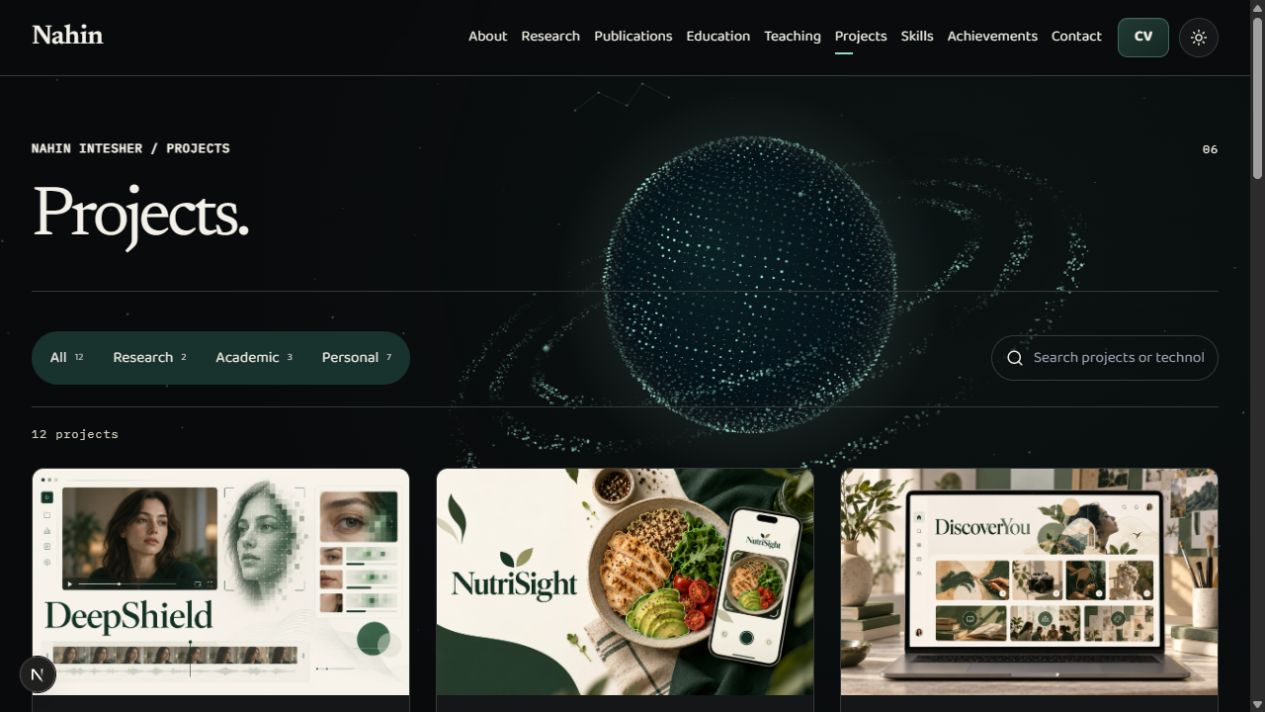 Nahin
About Research Publications Education Teaching Projects Skills Achievements Contact CV
NAHIN INTESHER / PROJECTS
06
Projects.
All 12 Research 2 Academic 3 Personal 7
Search projects or technol
12 projects
DeepShield
NutriSight
NutriSight
DiscoverYou
N